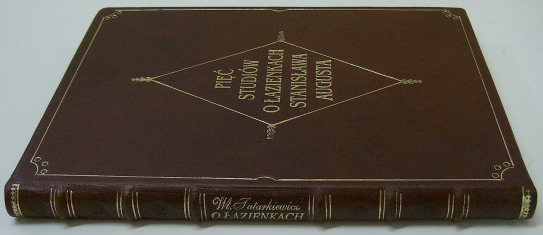 PIĘĆ
STUDIÓW
O ŁAZIENKACH
STANISŁAWA
AUGUSTA
Wł. Tatarkiewicz
O ŁAZIENKACH